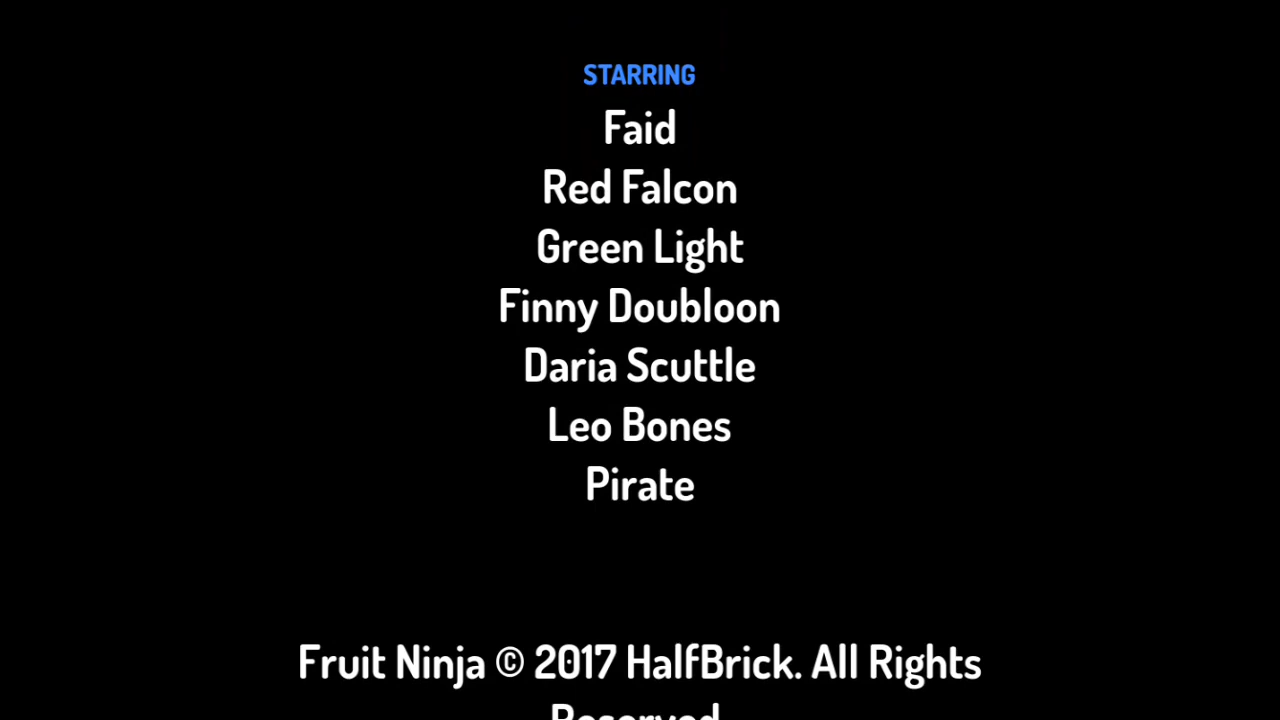 STARRING
Faid
Red Falcon
Green Light
Finny Doubloon
Daria Scuttle
Leo Bones
Pirate
Fruit Ninja © 2017 HalfBrick. All Rights
Reserved.